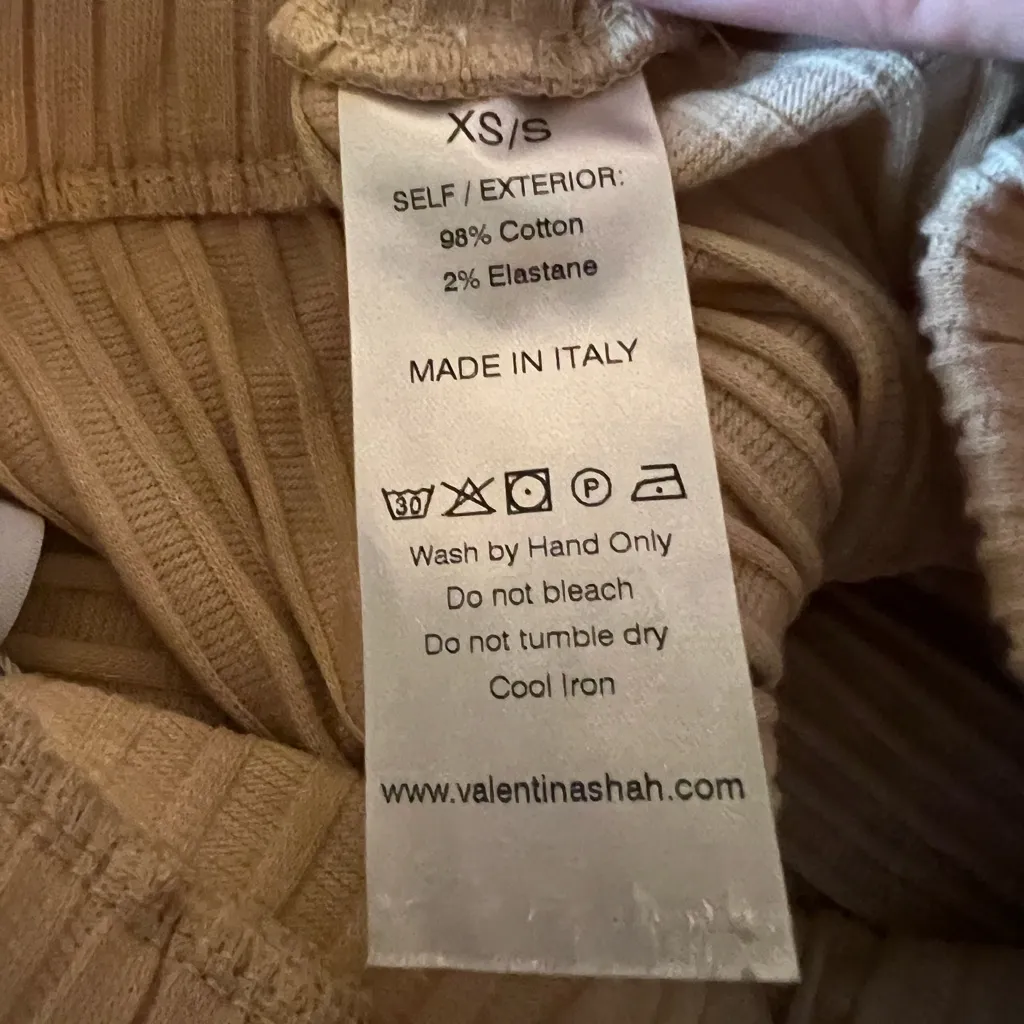 XS/S
SELF / EXTERIOR:
98% Cotton
2% Elastane
MADE IN ITALY
30 P
Wash by Hand Only
Do not bleach
Do not tumble dry
Cool Iron
www.valentinashah.com